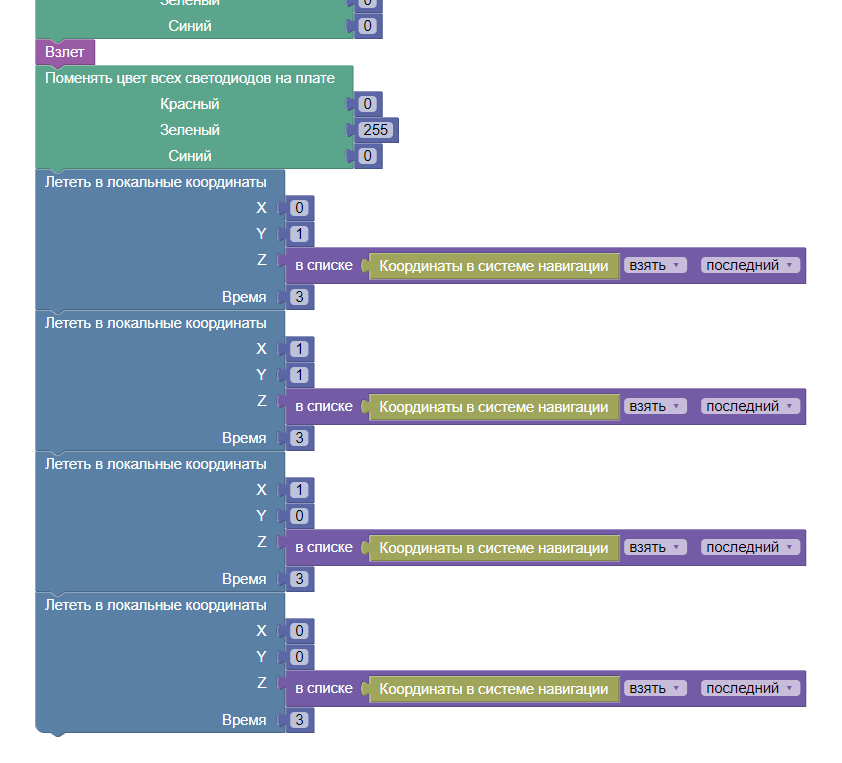 Зеленый 0
Синий 0
Взлет
Поменять цвет всех светодиодов на плате
Красный 0
Зеленый 255
Синий 0
Лететь в локальные координаты
X 0
Y 1
Z в списке Координаты в системе навигации взять последний
Время 3
Лететь в локальные координаты
X 1
Y 1
Z в списке Координаты в системе навигации взять последний
Время 3
Лететь в локальные координаты
X 1
Y 0
Z в списке Координаты в системе навигации взять последний
Время 3
Лететь в локальные координаты
X 0
Y 0
Z в списке Координаты в системе навигации взять последний
Время 3